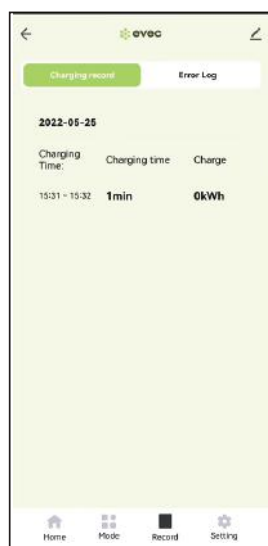 evec
Charging record Error Log
2022-05-25
Charging Charging time Charge
Time:
15:31 - 15:32 1min 0kWh
Home Mode Record Setting